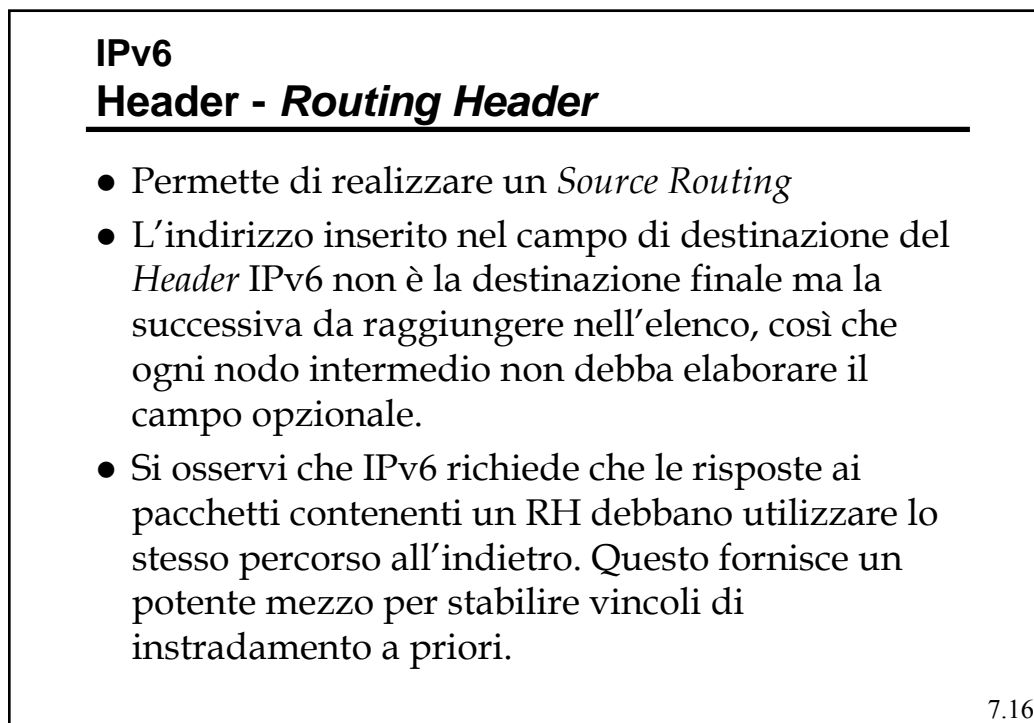 IPv6
Header - Routing Header
● Permette di realizzare un Source Routing
● L’indirizzo inserito nel campo di destinazione del
Header IPv6 non è la destinazione finale ma la
successiva da raggiungere nell’elenco, così che
ogni nodo intermedio non debba elaborare il
campo opzionale.
● Si osservi che IPv6 richiede che le risposte ai
pacchetti contenenti un RH debbano utilizzare lo
stesso percorso all’indietro. Questo fornisce un
potente mezzo per stabilire vincoli di
instradamento a priori.
7.16